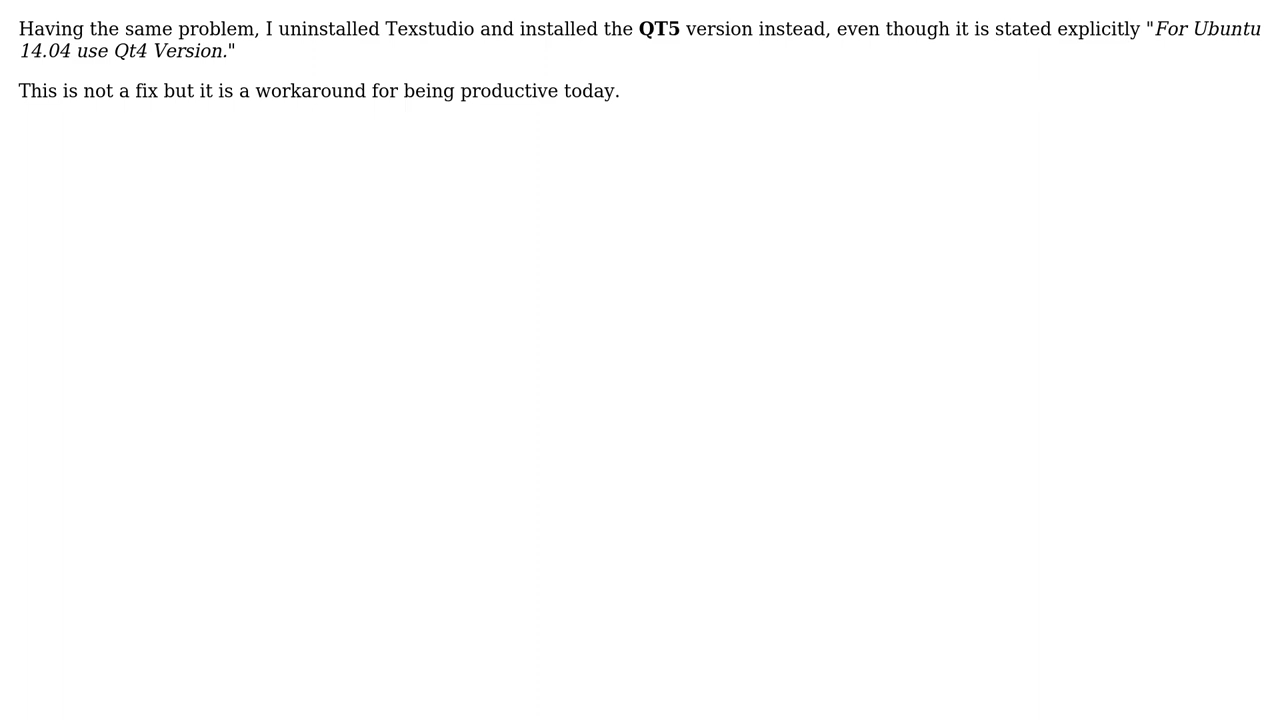 Having the same problem, I uninstalled Texstudio and installed the QT5 version instead, even though it is stated explicitly "For Ubuntu
14.04 use Qt4 Version."
This is not a fix but it is a workaround for being productive today.